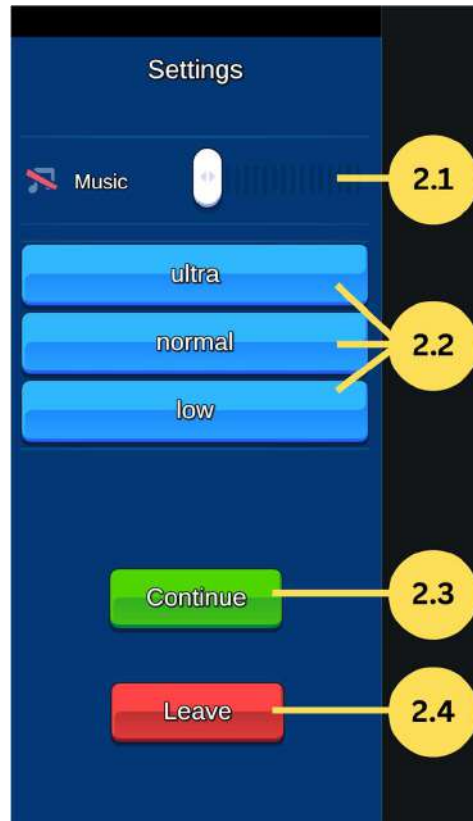 Settings
Music
2.1
ultra
normal
2.2
low
Continue
2.3
Leave
2.4